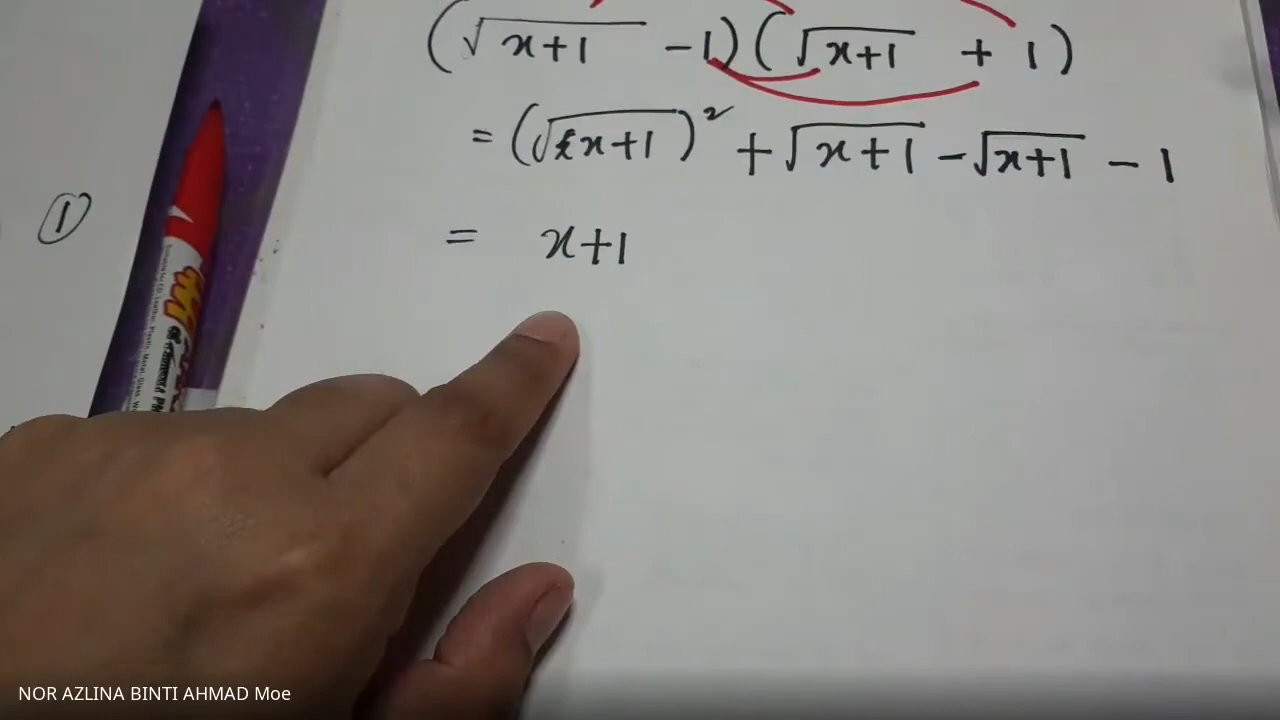 (√x+1 - 1)(√x+1 + 1)
= (√x+1)² + √x+1 - √x+1 - 1
①
= x+1
NOR AZLINA BINTI AHMAD Moe